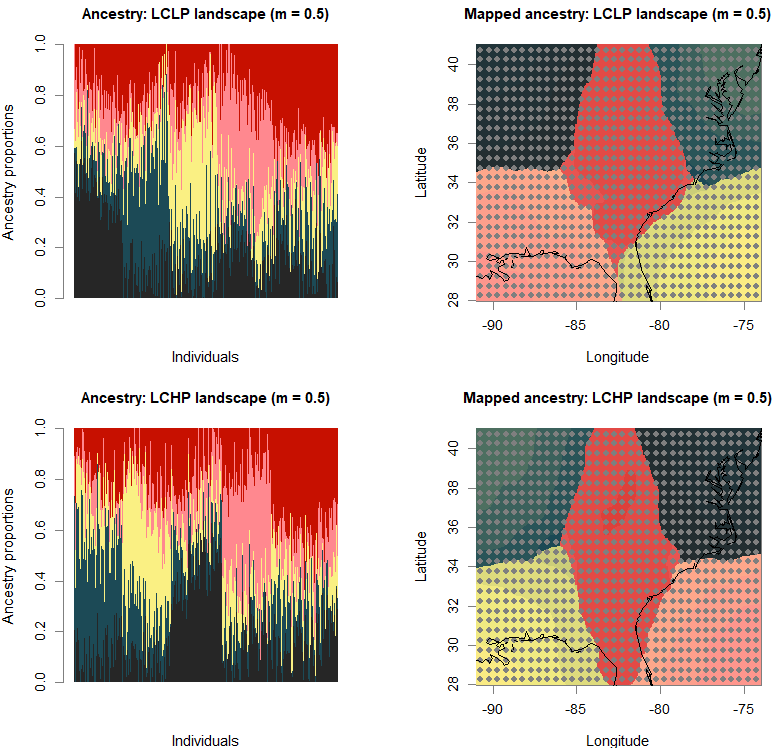 Ancestry: LCLP landscape (m = 0.5)
Ancestry proportions
1.0
0.8
0.6
0.4
0.2
0.0
Individuals
Mapped ancestry: LCLP landscape (m = 0.5)
Latitude
40
38
36
34
32
30
28
-90
-85
-80
-75
Longitude
Ancestry: LCHP landscape (m = 0.5)
Ancestry proportions
1.0
0.8
0.6
0.4
0.2
0.0
Individuals
Mapped ancestry: LCHP landscape (m = 0.5)
Latitude
40
38
36
34
32
30
28
-90
-85
-80
-75
Longitude